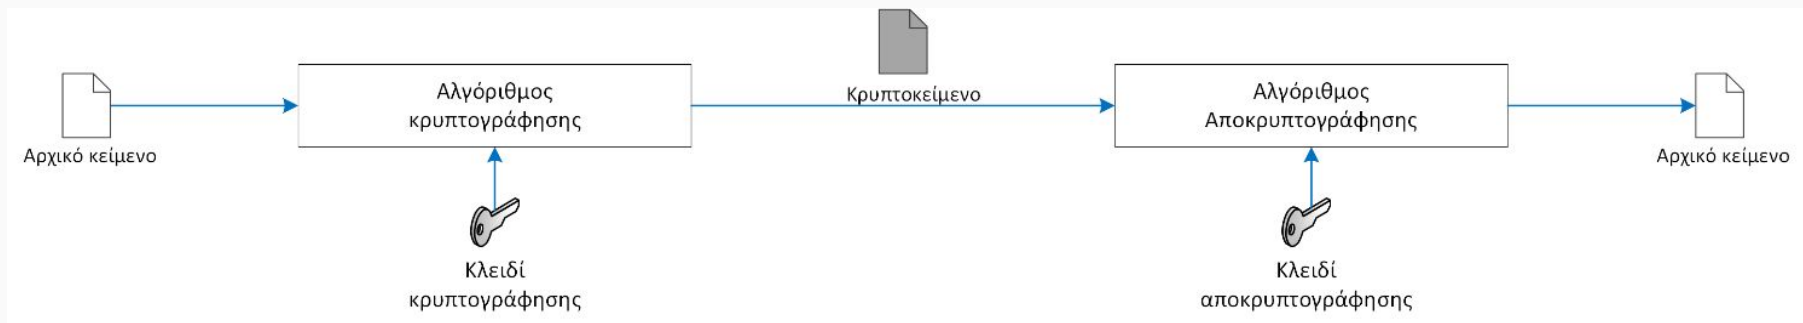 Αρχικό κείμενο
Αλγόριθμος
κρυπτογράφησης
Κλειδί
κρυπτογράφησης
Κρυπτοκείμενο
Αλγόριθμος
Αποκρυπτογράφησης
Κλειδί
αποκρυπτογράφησης
Αρχικό κείμενο